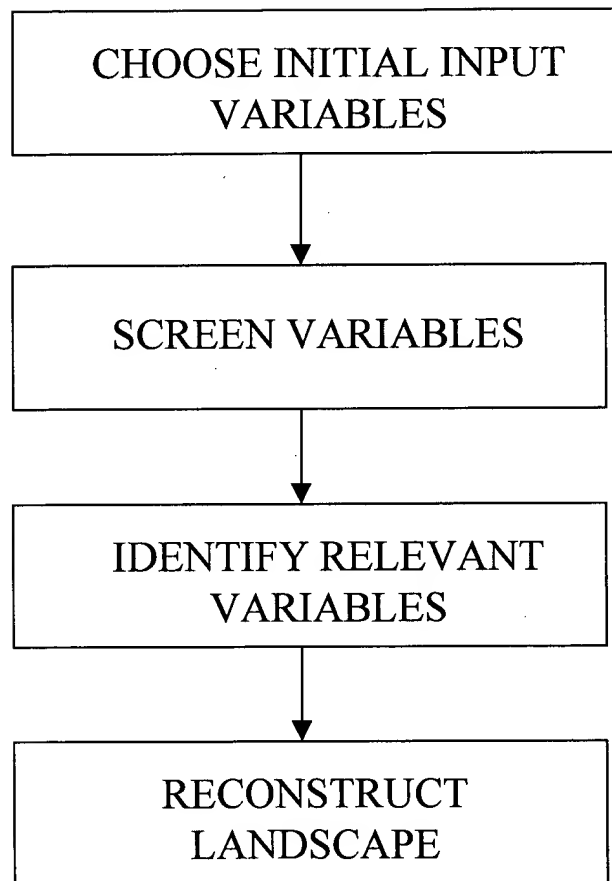 CHOOSE INITIAL INPUT
VARIABLES
SCREEN VARIABLES
IDENTIFY RELEVANT
VARIABLES
RECONSTRUCT
LANDSCAPE